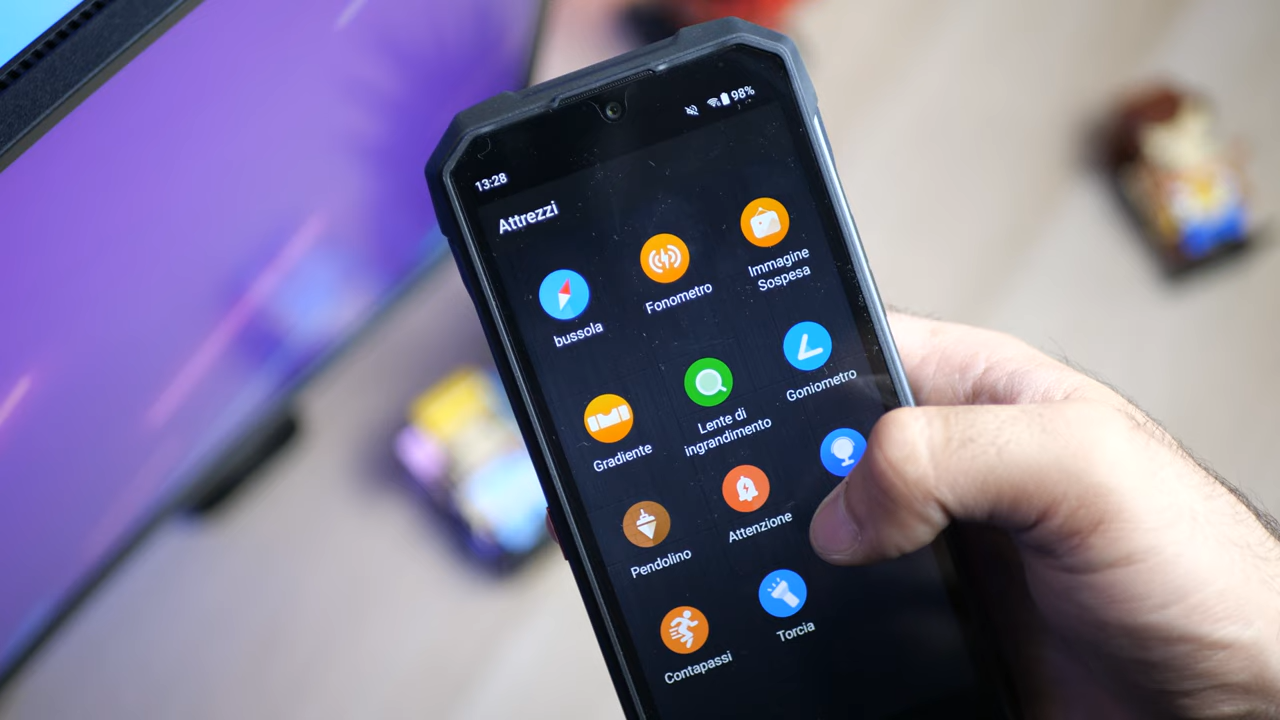 13:28
98%
Attrezzi
bussola
Fonometro
Immagine
Sospesa
Gradiente
Lente di
ingrandimento
Goniometro
Pendolino
Attenzione
Contapassi
Torcia